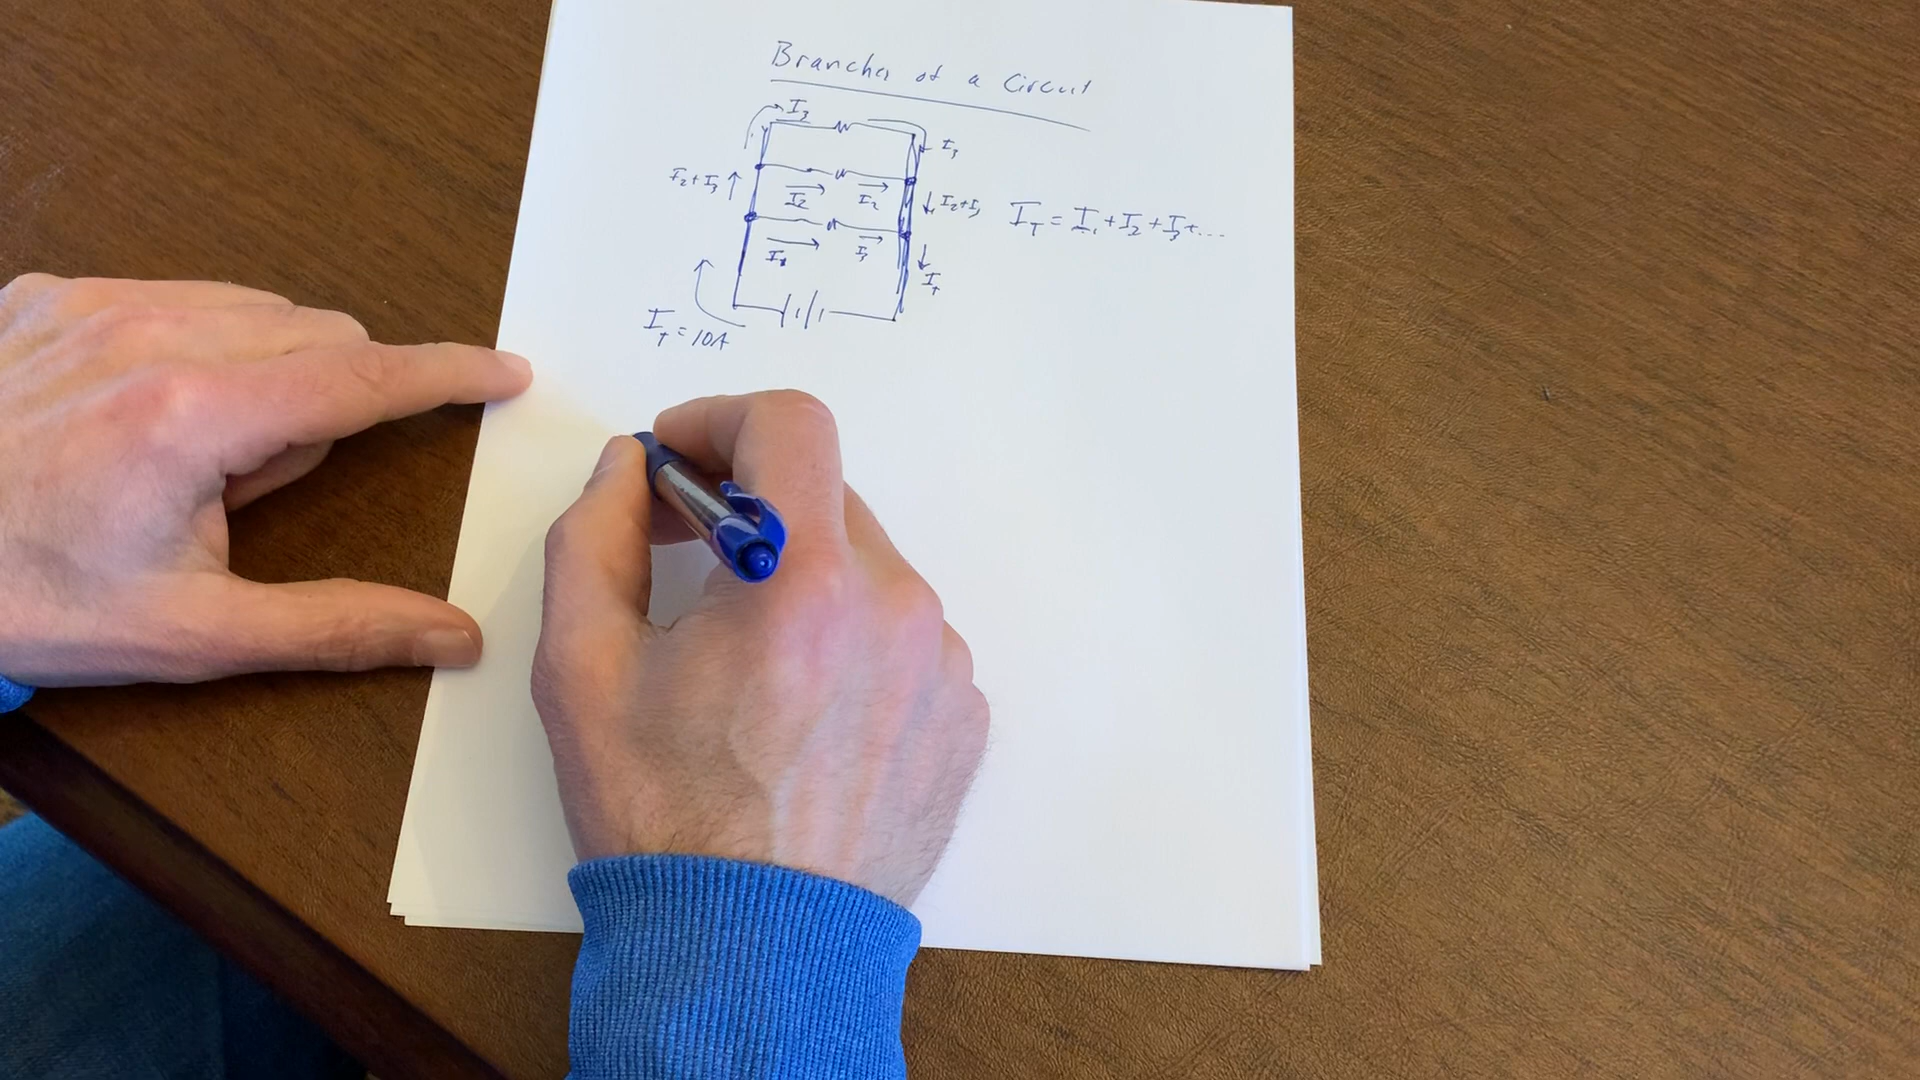 Branches of a Circuit
I3
I3
I2+I3
I2 I2
I2+I3
IT = I1 + I2 + I3 + ...
I1 I1
IT
IT = 10A